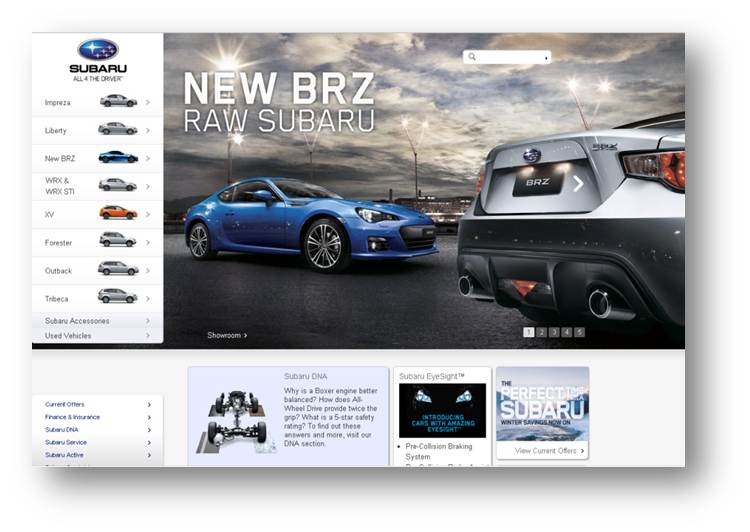 SUBARU
ALL 4 THE DRIVER™
Impreza
Liberty
New BRZ
WRX &
WRX STI
XV
Forester
Outback
Tribeca
Subaru Accessories
Used Vehicles
NEW BRZ
RAW SUBARU
BRZ
BRZ
Showroom
1 2 3 4 5
Current Offers
Finance & Insurance
Subaru DNA
Subaru Service
Subaru Active
Subaru DNA
Why is a Boxer engine better
balanced? How does All-
Wheel Drive provide twice the
grip? What is a 5-star safety
rating? To find out these
answers and more, visit our
DNA section.
Subaru EyeSight™
INTRODUCING
CARS WITH AMAZING
EYESIGHT™
• Pre-Collision Braking
System
THE
PERFECT TIME
SUBARU
WINTER SAVINGS NOW ON
View Current Offers